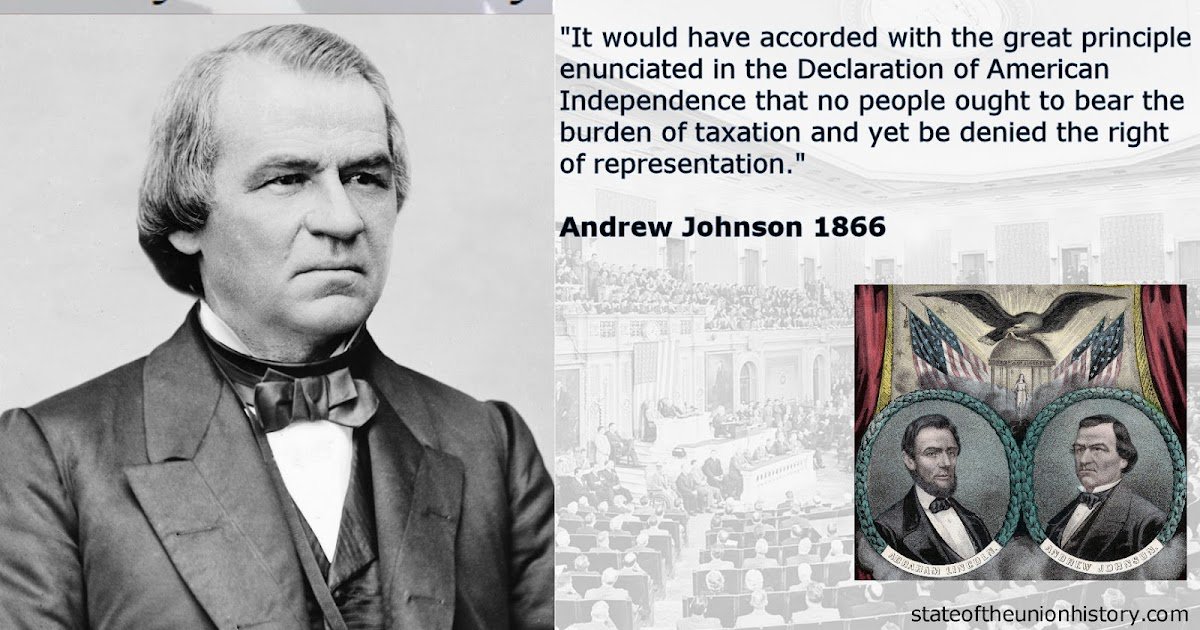 "It would have accorded with the great principle
enunciated in the Declaration of American
Independence that no people ought to bear the
burden of taxation and yet be denied the right
of representation."
Andrew Johnson 1866
ABRAHAM LINCOLN.
ANDREW JOHNSON.
stateoftheunionhistory.com